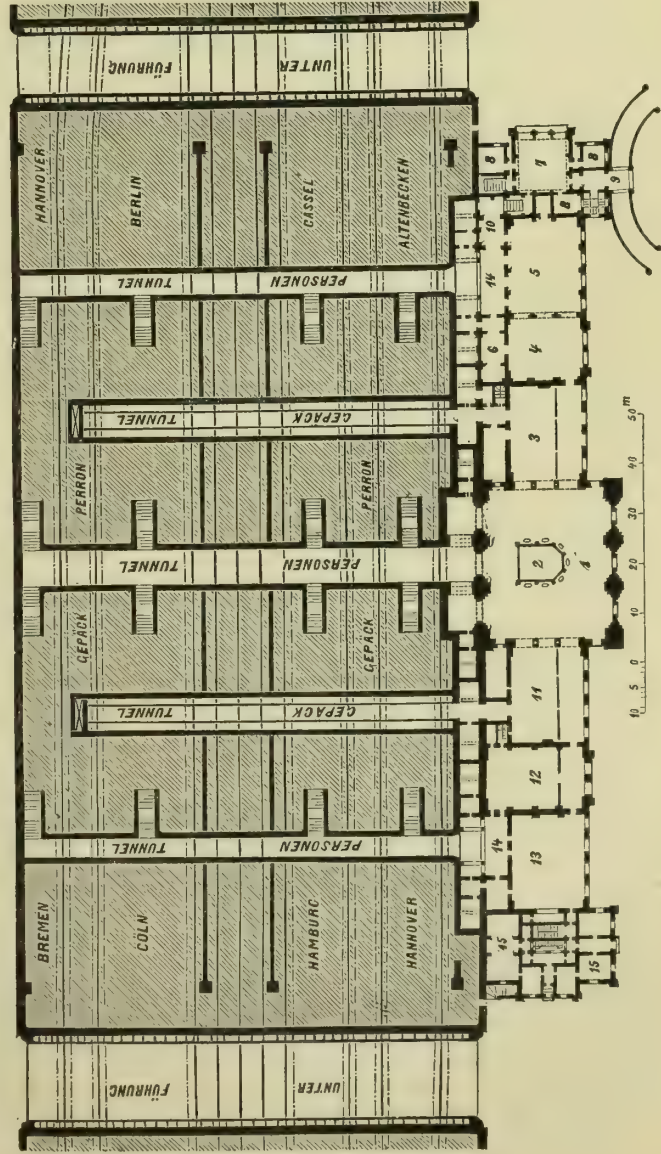 UNTER
FÜHRUNG
HANNOVER
BERLIN
CASSEL
ALTENBECKEN
TUNNEL
PERSONEN
TUNNEL
GEPÄCK
PERRON
PERRON
TUNNEL
PERSONEN
GEPÄCK
GEPÄCK
TUNNEL
GEPÄCK
TUNNEL
PERSONEN
BREMEN
CÖLN
HAMBURG
HANNOVER
FÜHRUNG
UNTER
8
7
8
9
8
10
14
5
6
4
3
2
1
11
12
14
13
15
15
10 5 0 10 20 30 40 50 m